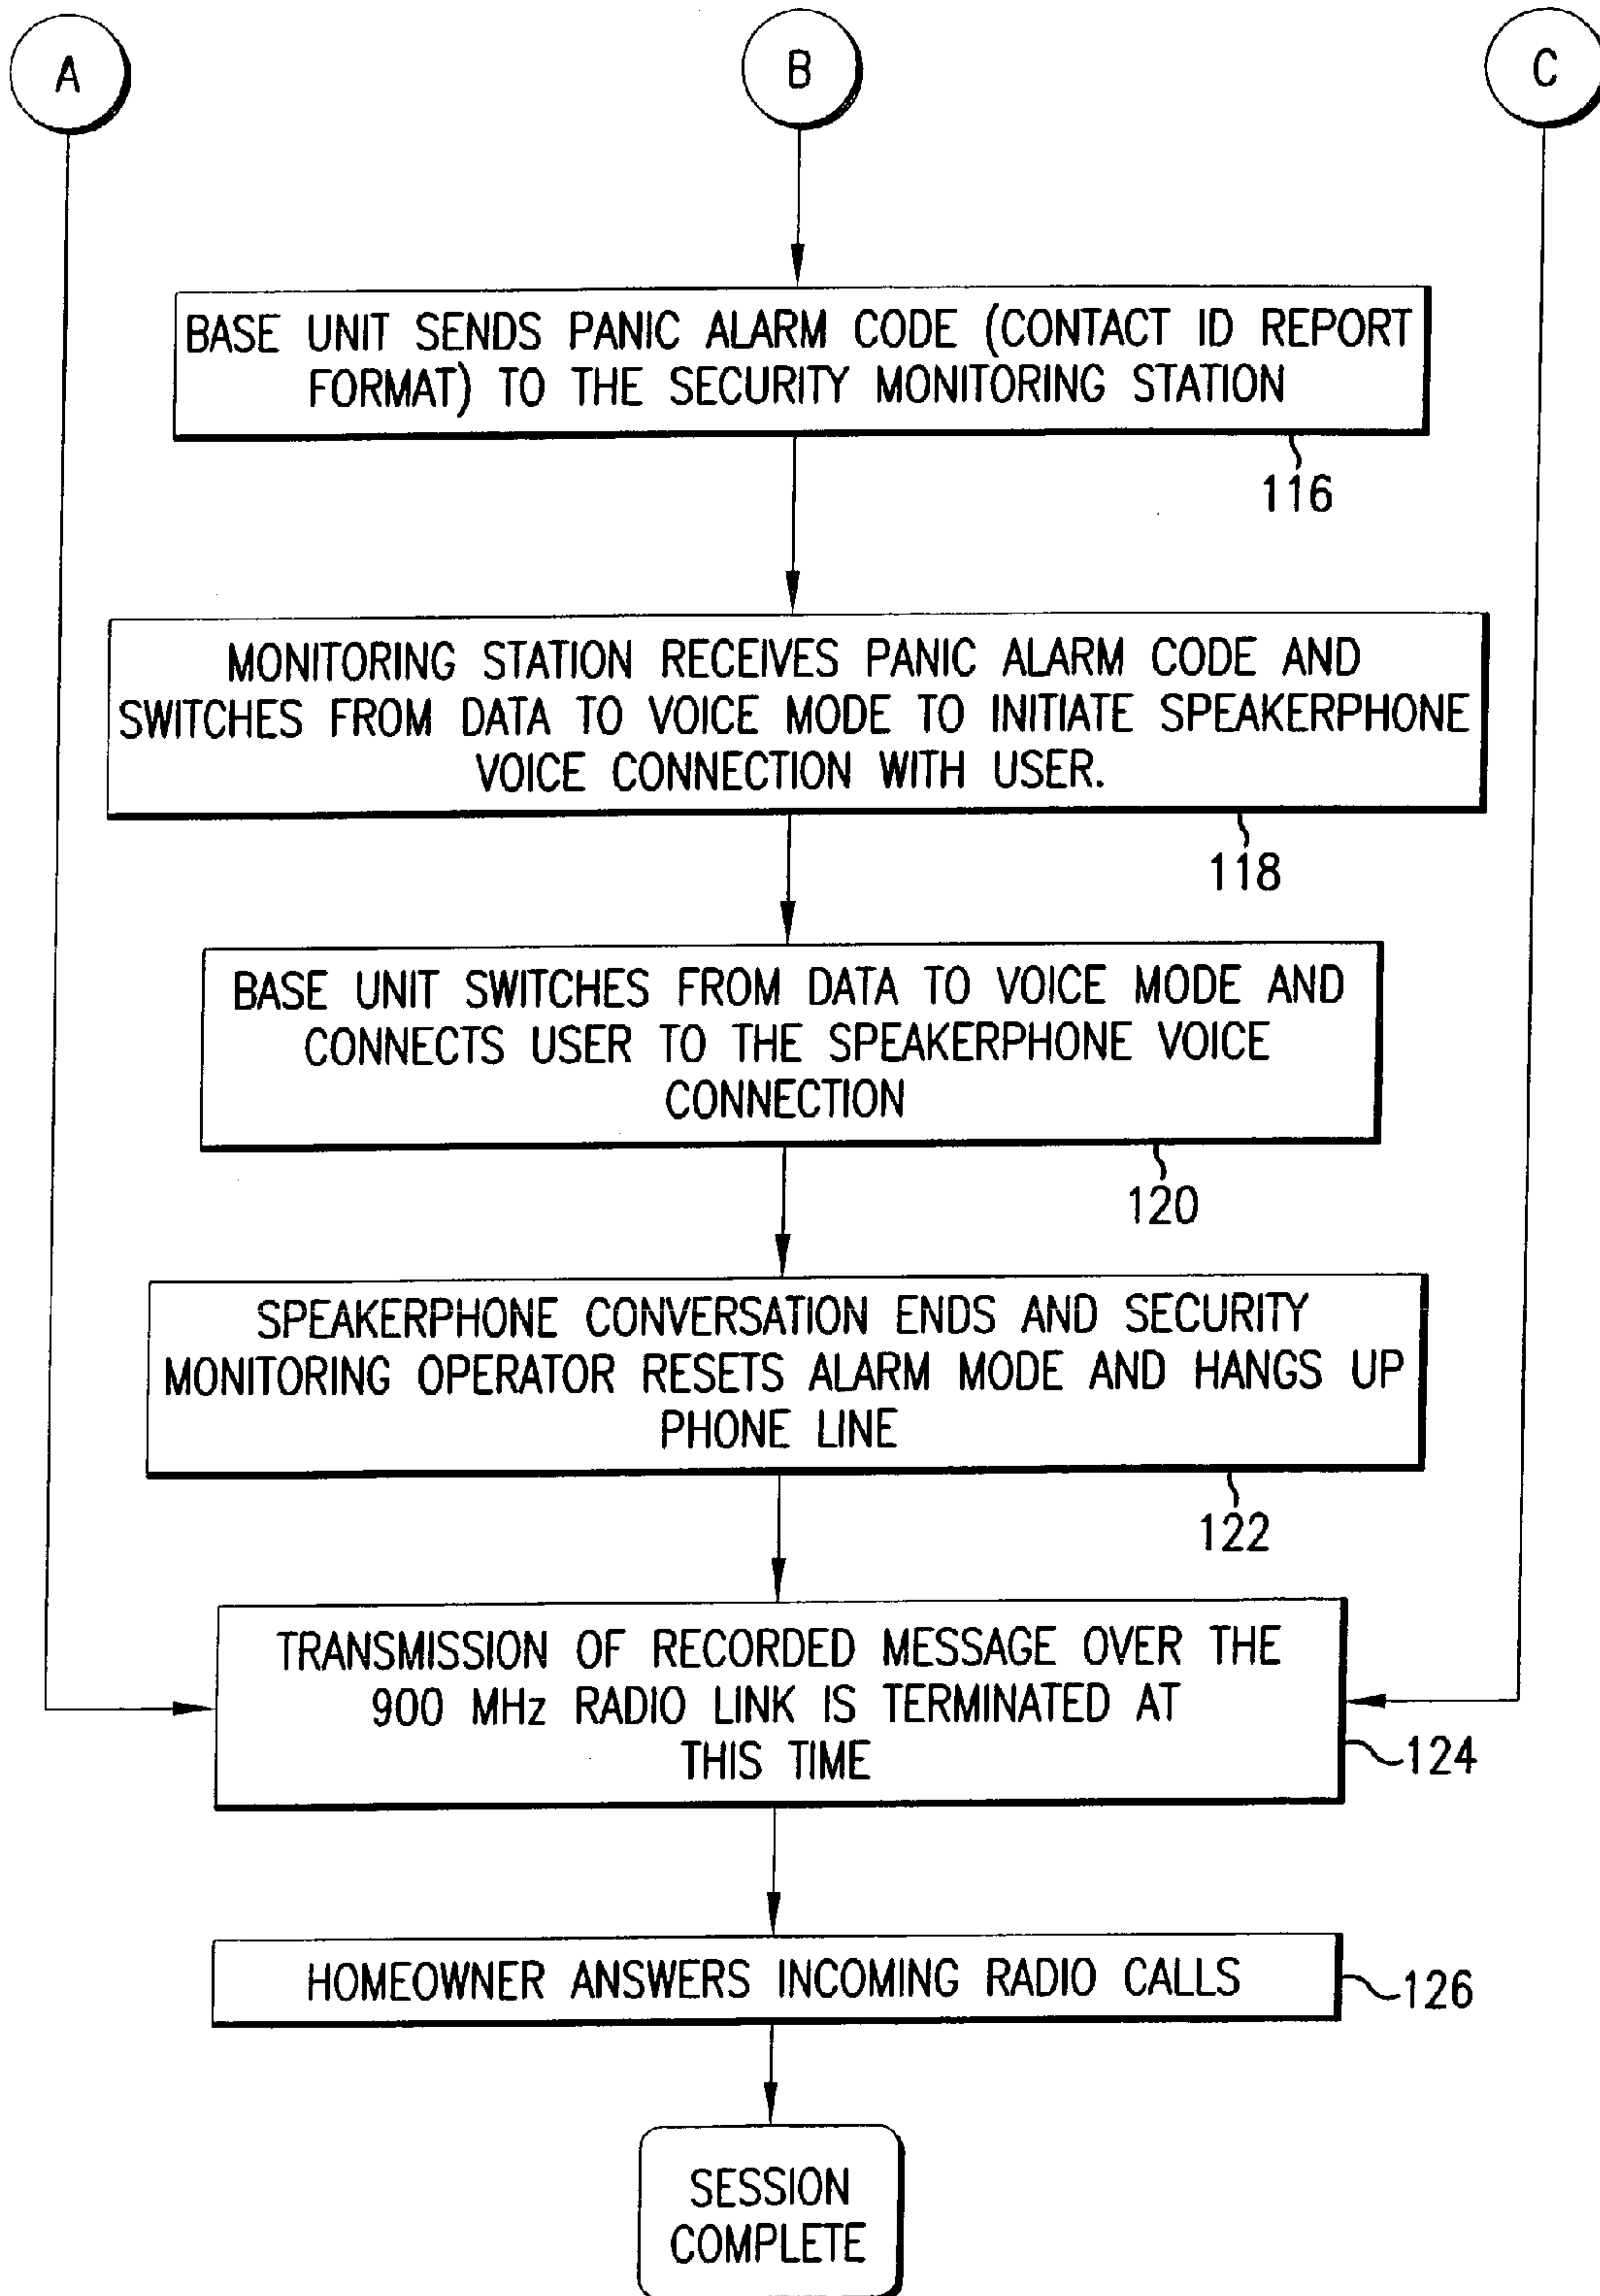 A
B
C
BASE UNIT SENDS PANIC ALARM CODE (CONTACT ID REPORT
FORMAT) TO THE SECURITY MONITORING STATION
116
MONITORING STATION RECEIVES PANIC ALARM CODE AND
SWITCHES FROM DATA TO VOICE MODE TO INITIATE SPEAKERPHONE
VOICE CONNECTION WITH USER.
118
BASE UNIT SWITCHES FROM DATA TO VOICE MODE AND
CONNECTS USER TO THE SPEAKERPHONE VOICE
CONNECTION
120
SPEAKERPHONE CONVERSATION ENDS AND SECURITY
MONITORING OPERATOR RESETS ALARM MODE AND HANGS UP
PHONE LINE
122
TRANSMISSION OF RECORDED MESSAGE OVER THE
900 MHz RADIO LINK IS TERMINATED AT
THIS TIME
124
HOMEOWNER ANSWERS INCOMING RADIO CALLS
126
SESSION
COMPLETE